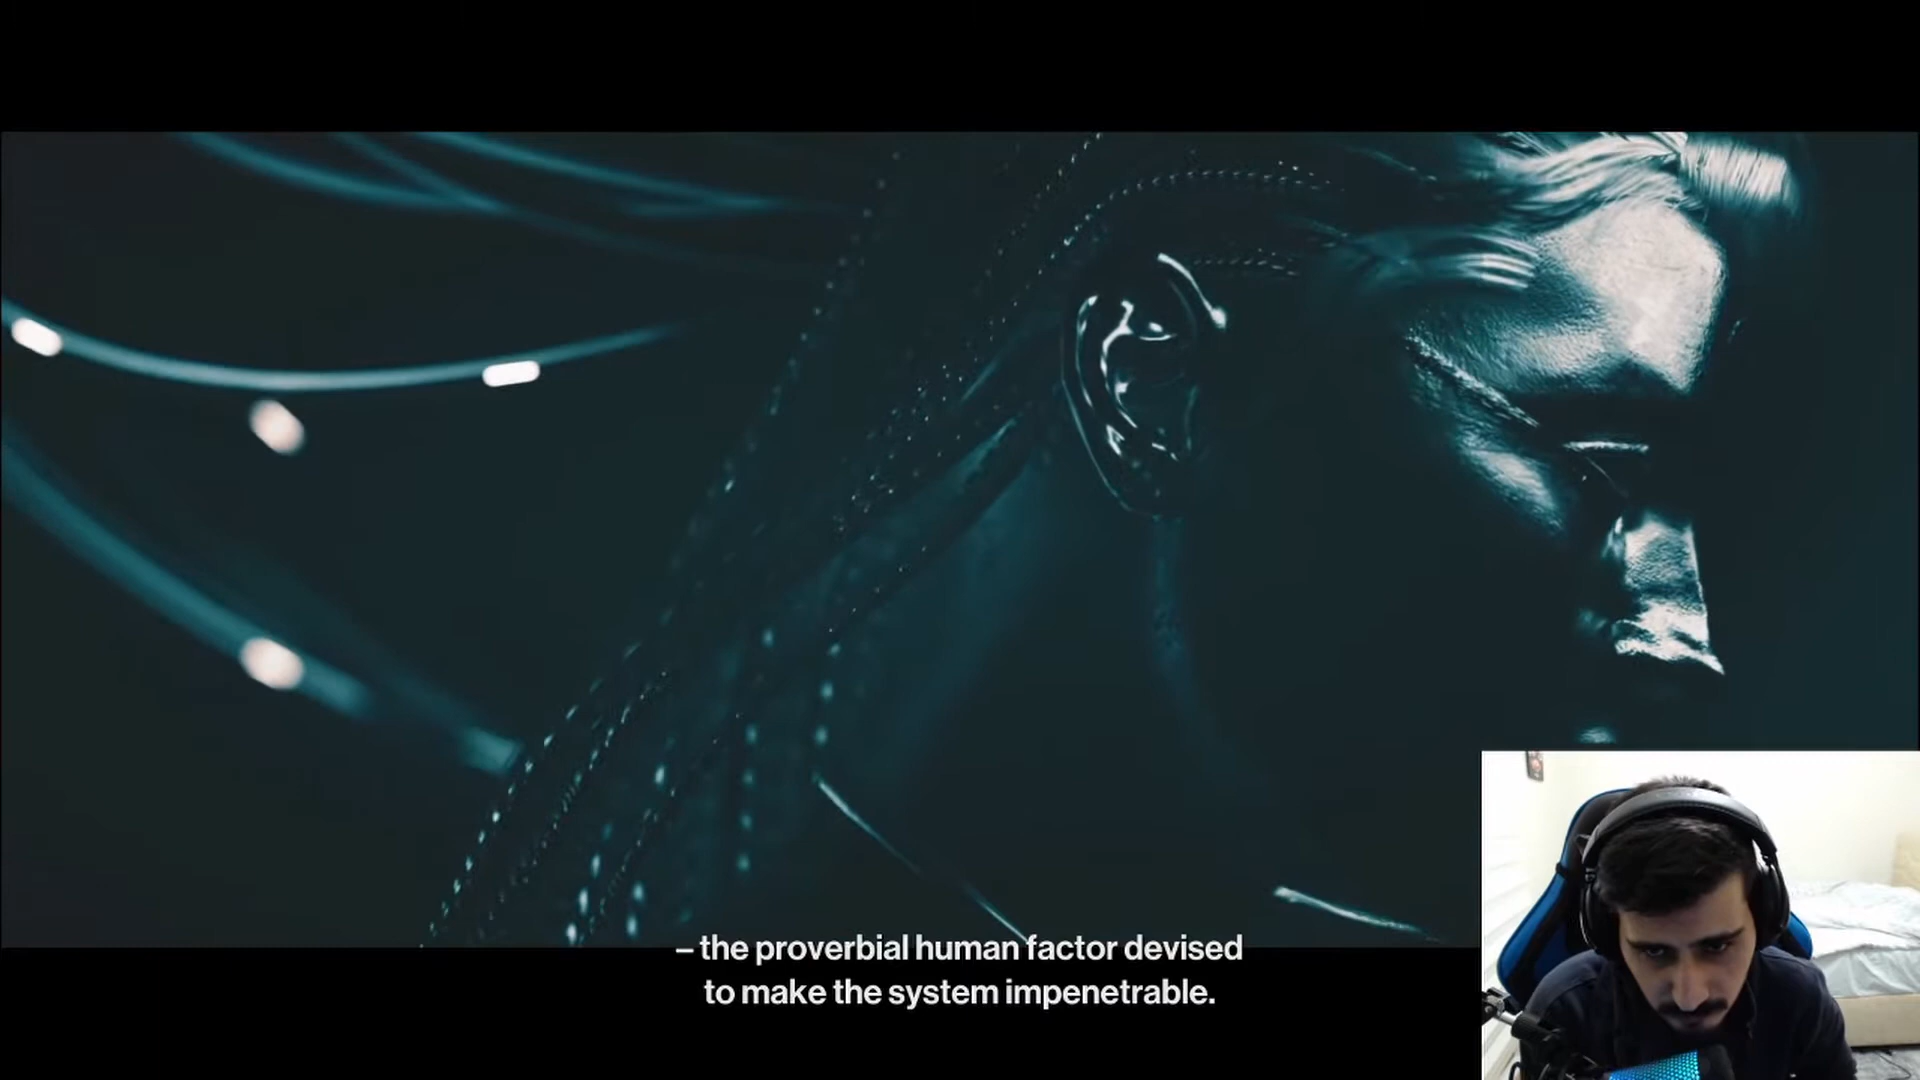 – the proverbial human factor devised
to make the system impenetrable.